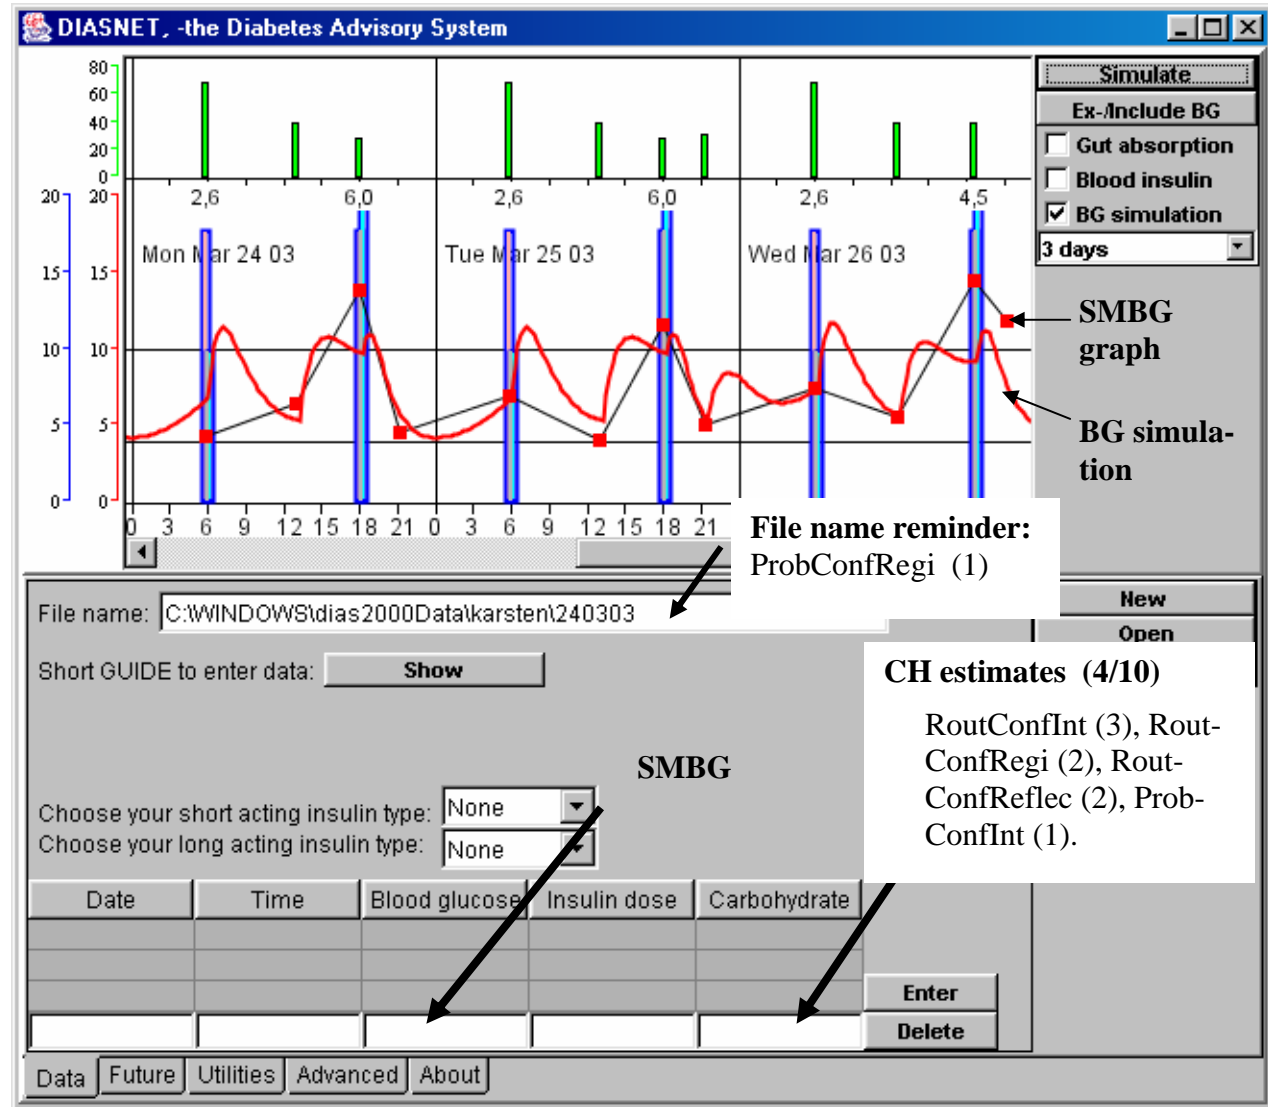 DIASNET, -the Diabetes Advisory System
80
60
40
20
0
Simulate
Ex-/Include BG
Gut absorption
Blood insulin
BG simulation
3 days
2,6 6,0 2,6 6,0 2,6 4,5
20 20
Mon Mar 24 03 Tue Mar 25 03 Wed Mar 26 03
15 15
10 10
5 5
0 0
SMBG
graph
BG simula-
tion
0 3 6 9 12 15 18 21 0 3 6 9 12 15 18 21
File name reminder:
ProbConfRegi (1)
File name: C:\WINDOWS\dias2000Data\karsten\240303
New
Open
Short GUIDE to enter data: Show
CH estimates (4/10)
RoutConfInt (3), Rout-
ConfRegi (2), Rout-
ConfReflec (2), Prob-
ConfInt (1).
SMBG
Choose your short acting insulin type: None
Choose your long acting insulin type: None
Date Time Blood glucose Insulin dose Carbohydrate
Enter
Delete
Data Future Utilities Advanced About